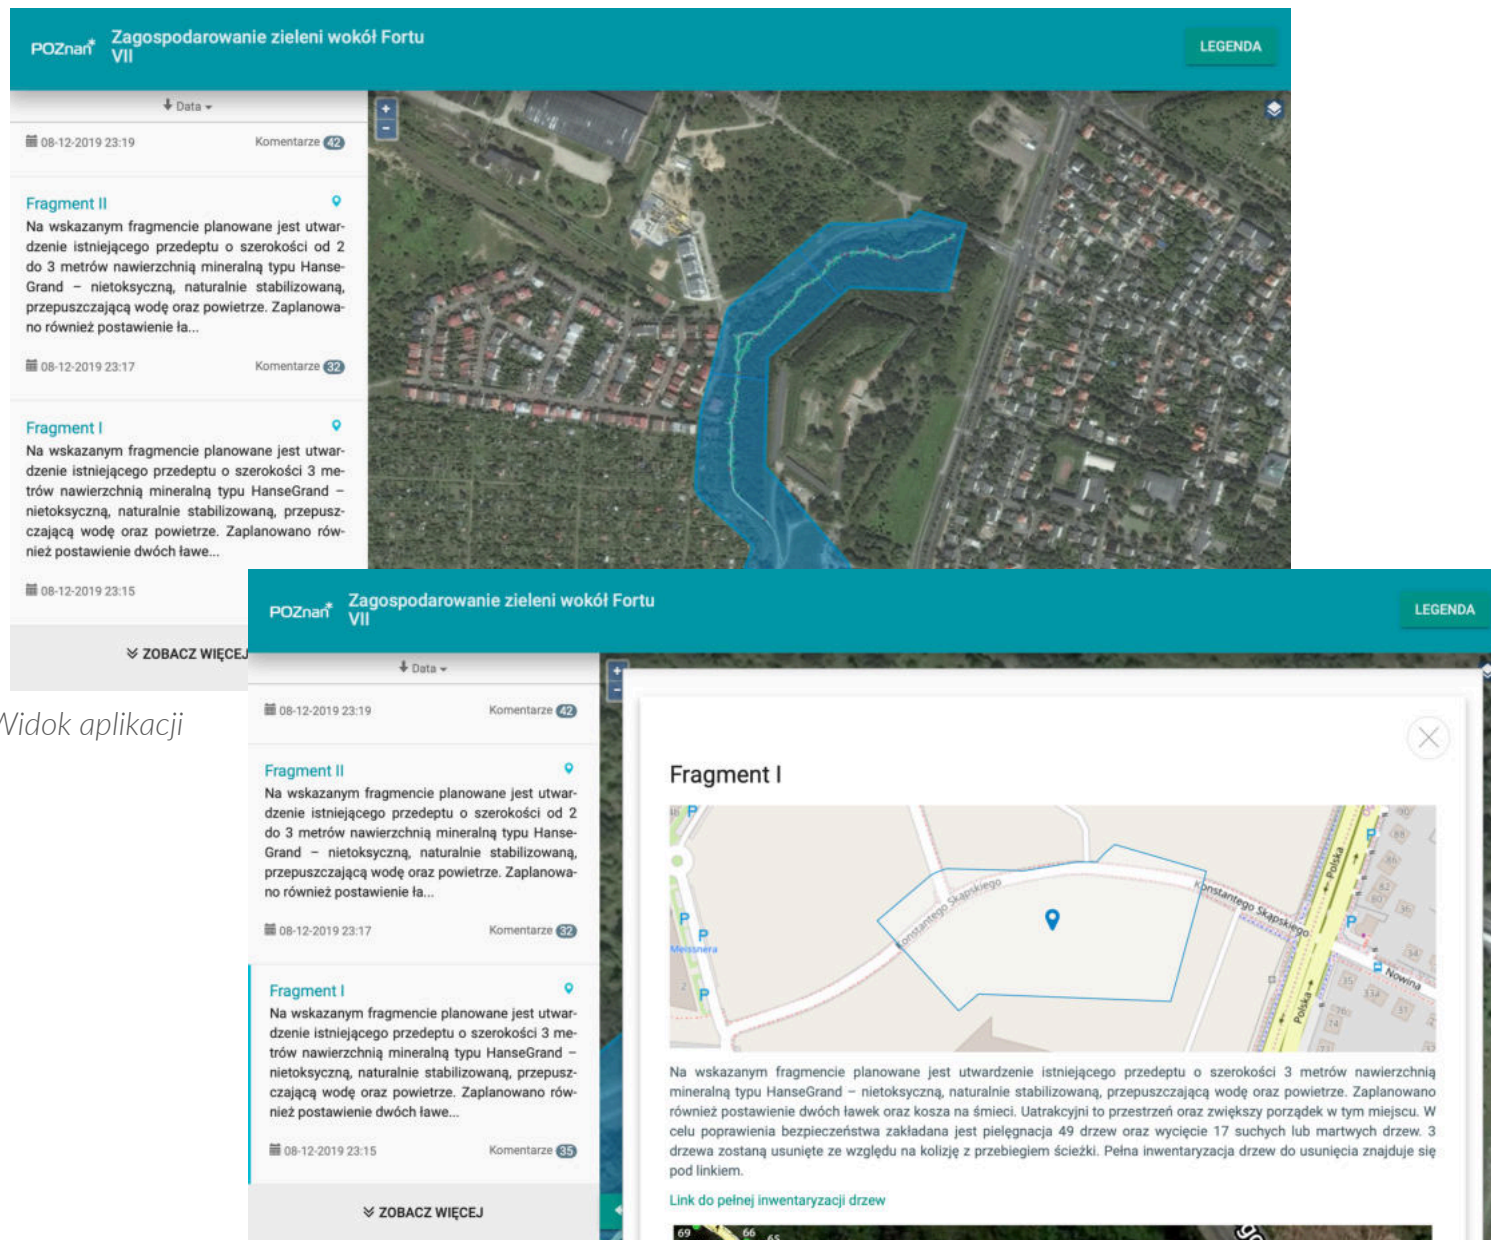 POZnań*
Zagospodarowanie zieleni wokół Fortu
VII
LEGENDA
Data
08-12-2019 23:19
Komentarze 42
Fragment II
Na wskazanym fragmencie planowane jest utwar-
dzenie istniejącego przedeptu o szerokości od 2
do 3 metrów nawierzchnią mineralną typu Hanse-
Grand – nietoksyczną, naturalnie stabilizowaną,
przepuszczającą wodę oraz powietrze. Zaplanowa-
no również postawienie ła...
08-12-2019 23:17
Komentarze 32
Fragment I
Na wskazanym fragmencie planowane jest utwar-
dzenie istniejącego przedeptu o szerokości 3 me-
trów nawierzchnią mineralną typu HanseGrand –
nietoksyczną, naturalnie stabilizowaną, przepusz-
czającą wodę oraz powietrze. Zaplanowano rów-
nież postawienie dwóch ławe...
08-12-2019 23:15
ZOBACZ WIĘCEJ
Widok aplikacji
POZnań*
Zagospodarowanie zieleni wokół Fortu
VII
LEGENDA
Data
08-12-2019 23:19
Komentarze 42
Fragment II
Na wskazanym fragmencie planowane jest utwar-
dzenie istniejącego przedeptu o szerokości od 2
do 3 metrów nawierzchnią mineralną typu Hanse-
Grand – nietoksyczną, naturalnie stabilizowaną,
przepuszczającą wodę oraz powietrze. Zaplanowa-
no również postawienie ła...
08-12-2019 23:17
Komentarze 32
Fragment I
Na wskazanym fragmencie planowane jest utwar-
dzenie istniejącego przedeptu o szerokości 3 me-
trów nawierzchnią mineralną typu HanseGrand –
nietoksyczną, naturalnie stabilizowaną, przepusz-
czającą wodę oraz powietrze. Zaplanowano rów-
nież postawienie dwóch ławe...
08-12-2019 23:15
Komentarze 35
ZOBACZ WIĘCEJ
Fragment I
P
P
P
P
Meissnera
2
Konstantego Skąpskiego
Konstantego Skąpskiego
Polska
Polska
P
P
Nowina
Na wskazanym fragmencie planowane jest utwardzenie istniejącego przedeptu o szerokości 3 metrów nawierzchnią
mineralną typu HanseGrand – nietoksyczną, naturalnie stabilizowaną, przepuszczającą wodę oraz powietrze. Zaplanowano
również postawienie dwóch ławek oraz kosza na śmieci. Uatrakcyjni to przestrzeń oraz zwiększy porządek w tym miejscu. W
celu poprawienia bezpieczeństwa zakładana jest pielęgnacja 49 drzew oraz wycięcie 17 suchych lub martwych drzew. 3
drzewa zostaną usunięte ze względu na kolizję z przebiegiem ścieżki. Pełna inwentaryzacja drzew do usunięcia znajduje się
pod linkiem.
Link do pełnej inwentaryzacji drzew
69
66
65
go